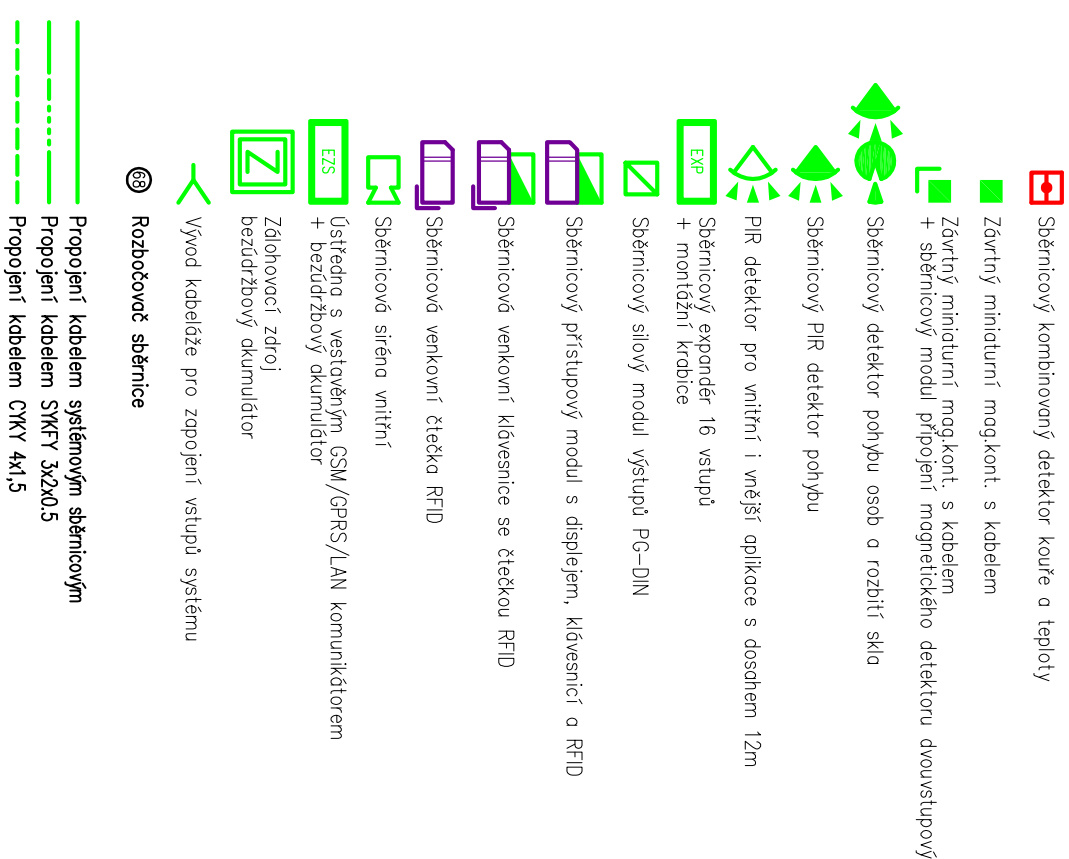 Sběrnicový kombinovaný detektor kouře a teploty
Závrtný miniaturní mag.kont. s kabelem
Závrtný miniaturní mag.kont. s kabelem
+ sběrnicový modul připojení magnetického detektoru dvouvstupový
Sběrnicový detektor pohybu osob a rozbití skla
Sběrnicový PIR detektor pohybu
PIR detektor pro vnitřní i vnější aplikace s dosahem 12m
EXP
Sběrnicový expandér 16 vstupů
+ montážní krabice
Sběrnicový silový modul výstupů PG-DIN
Sběrnicový přístupový modul s displejem, klávesnicí a RFID
Sběrnicová venkovní klávesnice se čtečkou RFID
Sběrnicová venkovní čtečka RFID
Sběrnicová siréna vnitřní
EZS
Ústředna s vestavěným GSM/GPRS/LAN komunikátorem
+ bezúdržbový akumulátor
Z
Zálohovací zdroj
bezúdržbový akumulátor
Vývod kabeláže pro zapojení vstupů systému
68 Rozbočovač sběrnice
Propojení kabelem systémovým sběrnicovým
Propojení kabelem SYKFY 3x2x0.5
Propojení kabelem CYKY 4x1,5